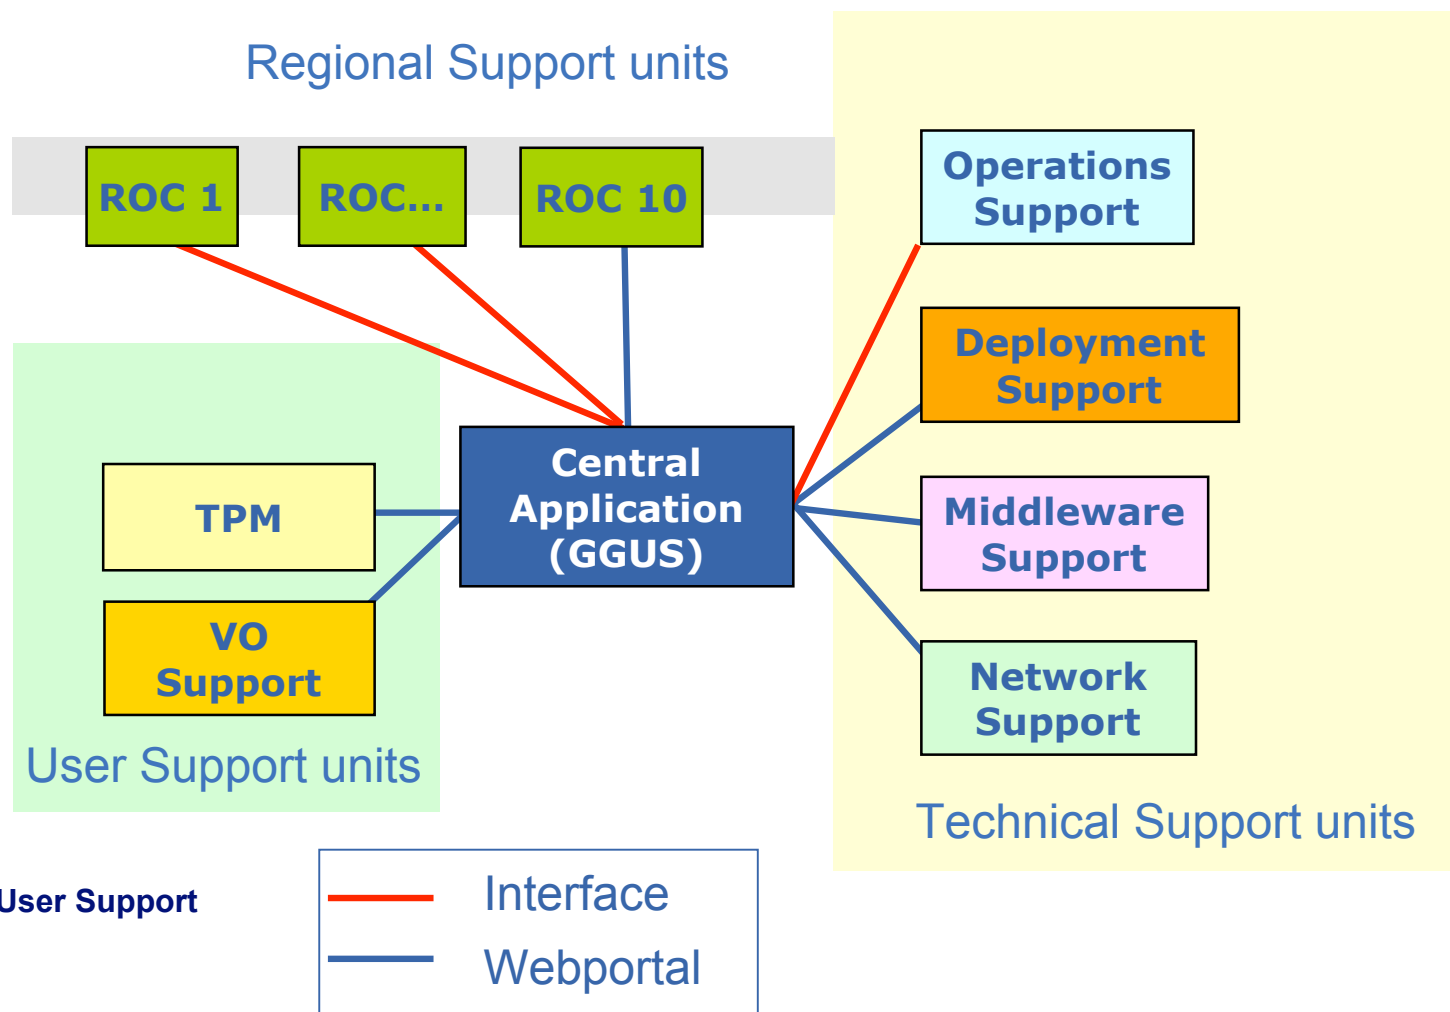 Regional Support units
ROC 1
ROC...
ROC 10
Operations
Support
Deployment
Support
Central
Application
(GGUS)
TPM
Middleware
Support
VO
Support
Network
Support
User Support units
Technical Support units
User Support
Interface
Webportal